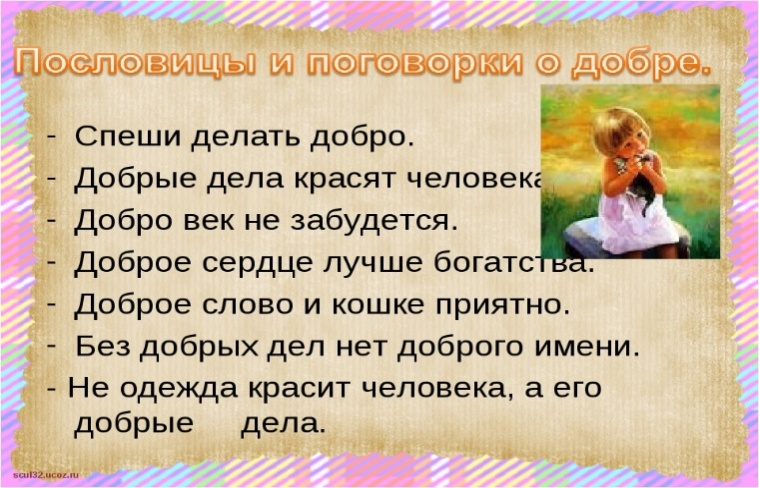 Пословицы и поговорки о добре.
- Спеши делать добро.
- Добрые дела красят человека
- Добро век не забудется.
- Доброе сердце лучше богатства.
- Доброе слово и кошке приятно.
- Без добрых дел нет доброго имени.
- Не одежда красит человека, а его
добрые дела.
scul32.ucoz.ru